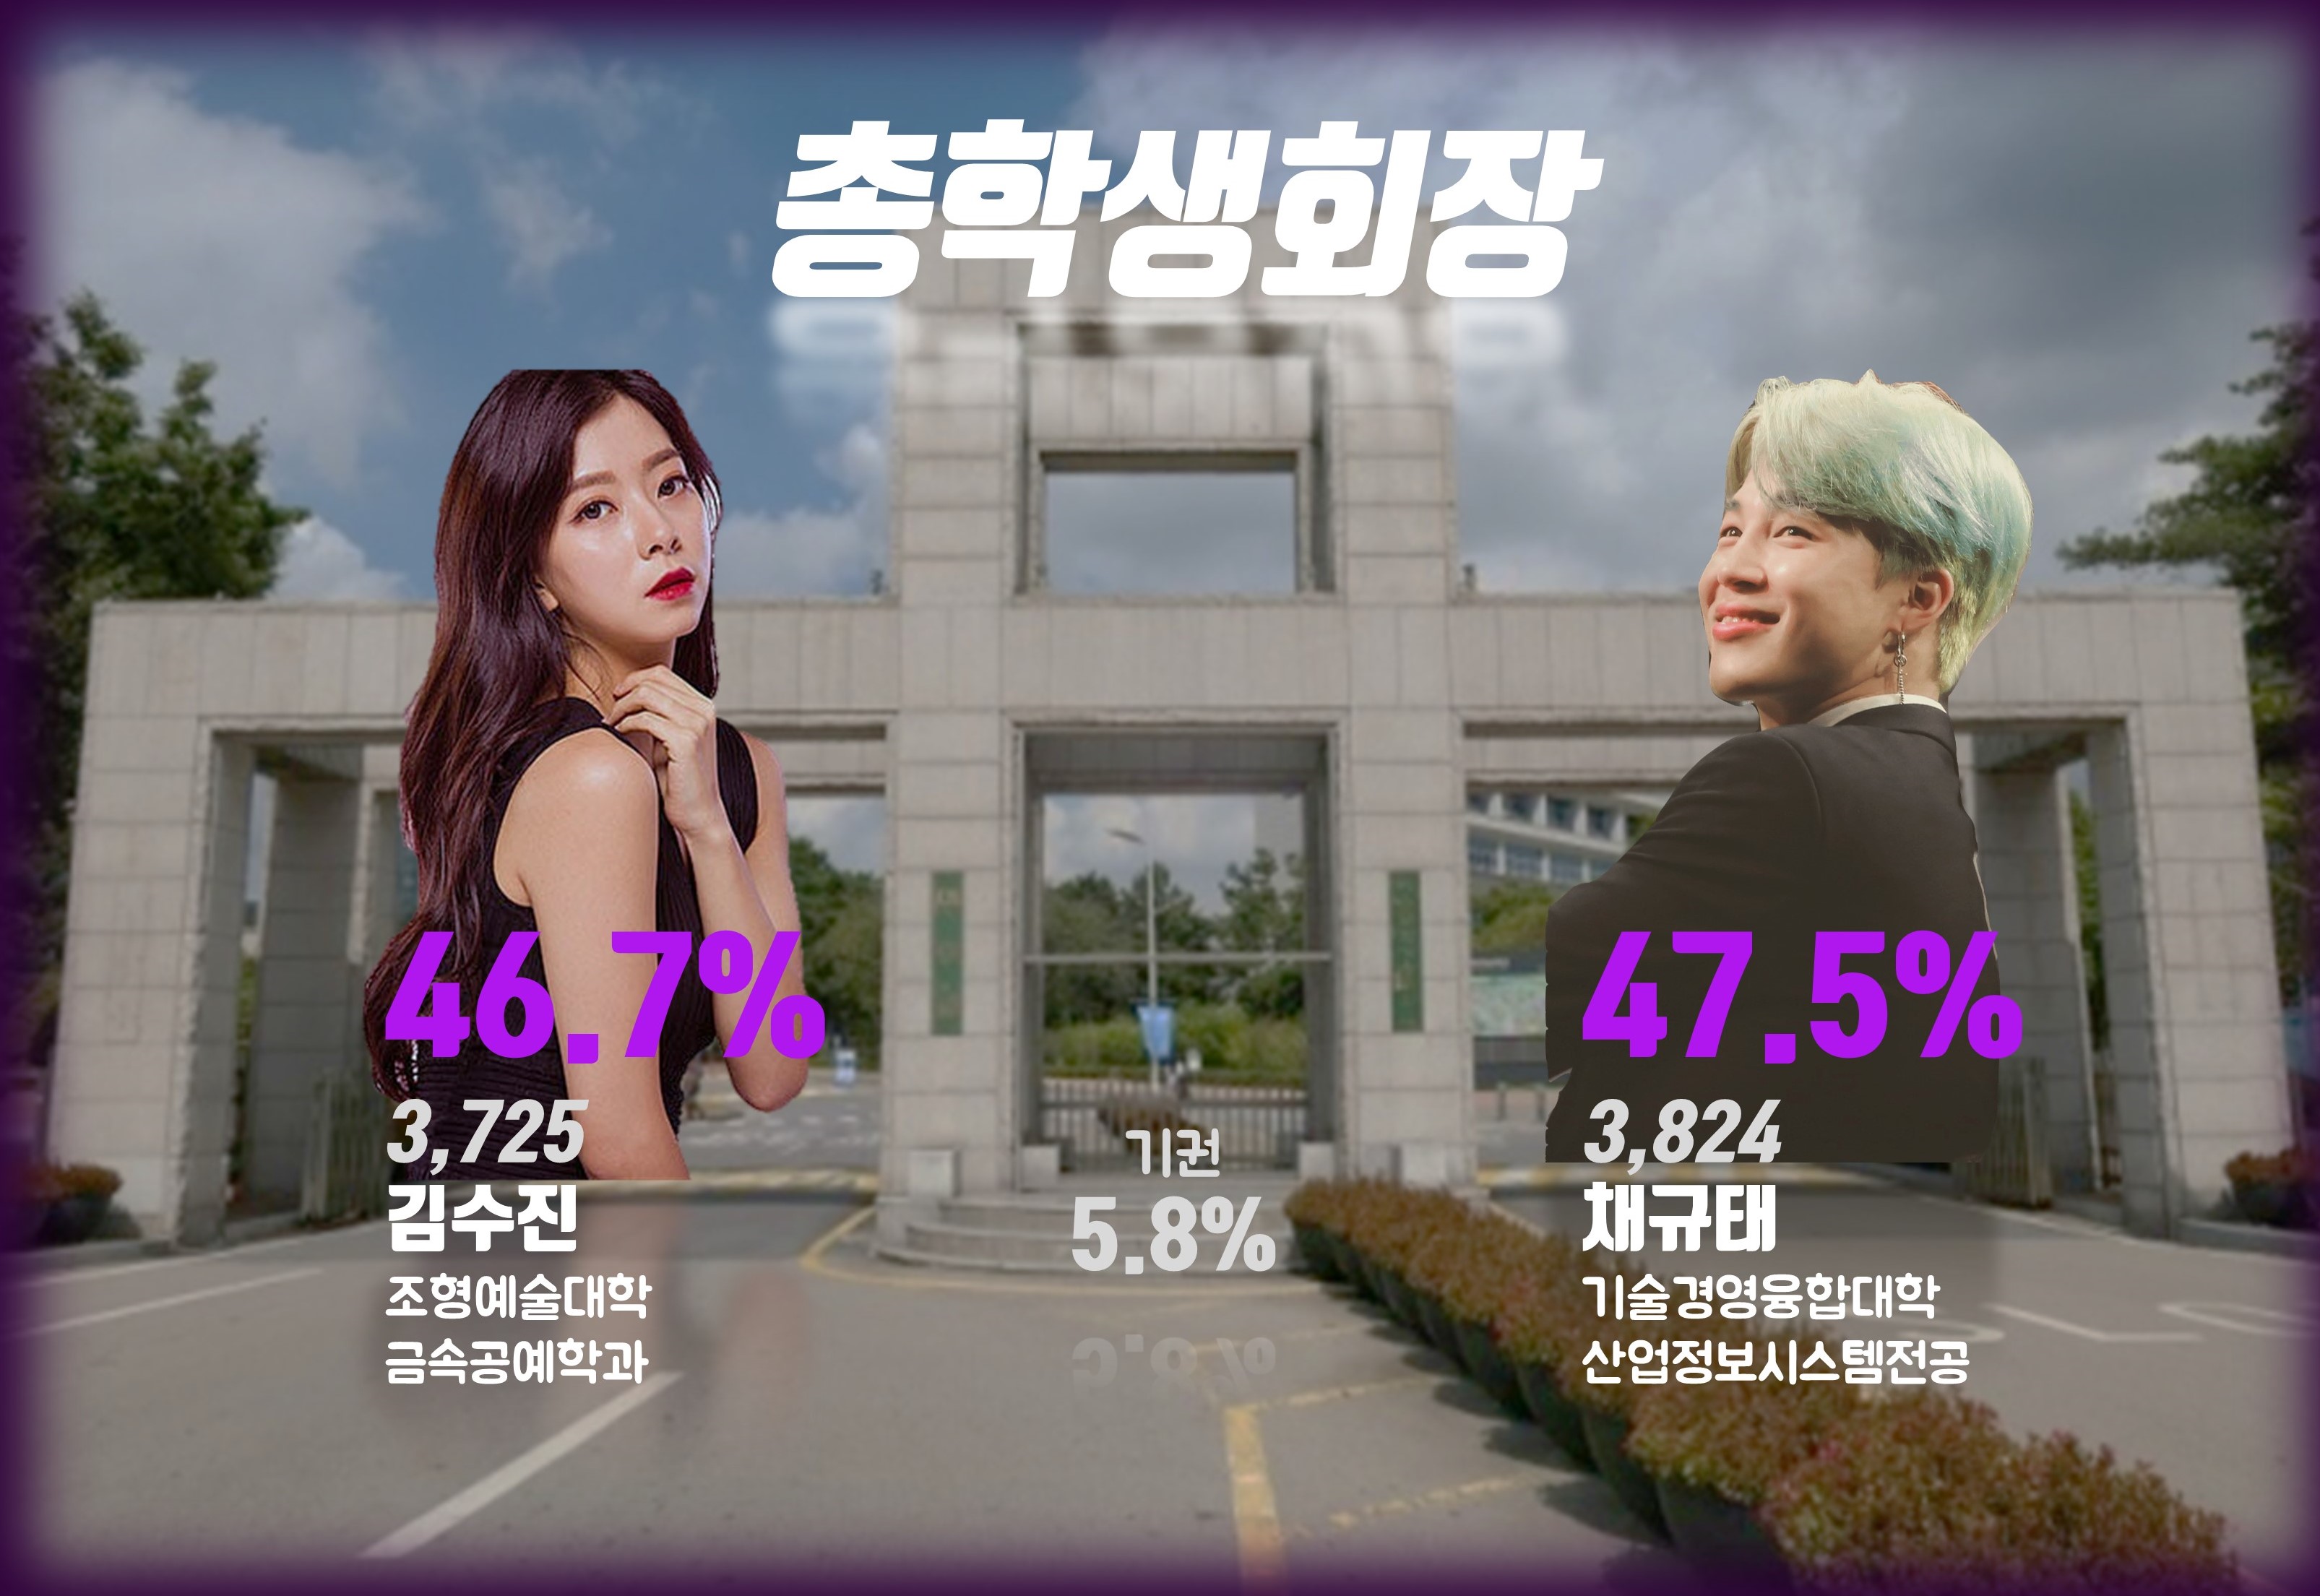 총학생회장
46.7%
3,725
김수진
조형예술대학
금속공예학과
기권
5.8%
47.5%
3,824
채규태
기술경영융합대학
산업정보시스템전공